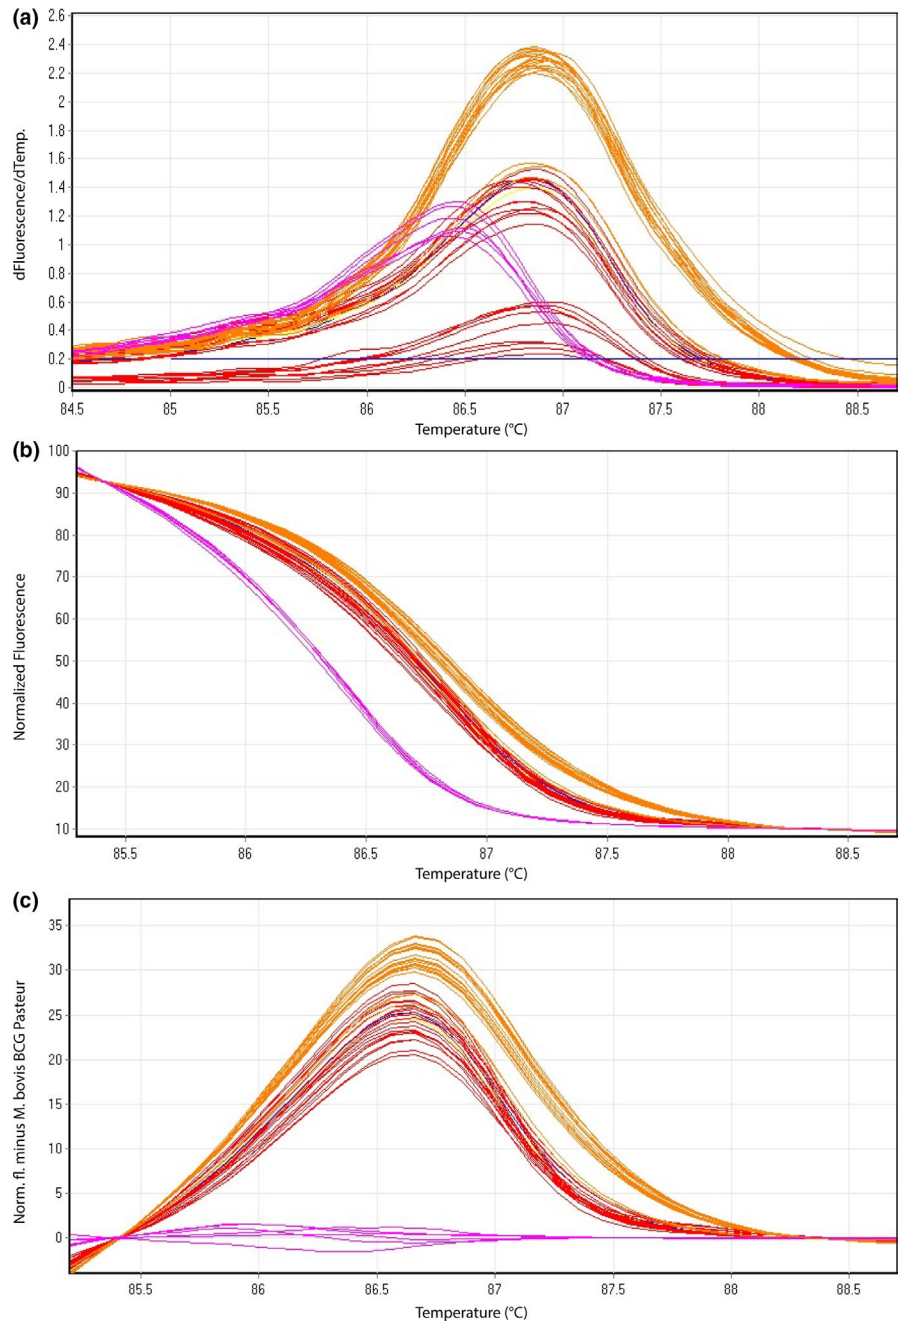 (a)
dFluorescence/dTemp.
2.6
2.4
2.2
2
1.8
1.6
1.4
1.2
1
0.8
0.6
0.4
0.2
0
84.5 85 85.5 86 86.5 87 87.5 88 88.5
Temperature (°C)
(b)
Normalized Fluorescence
100
90
80
70
60
50
40
30
20
10
85.5 86 86.5 87 87.5 88 88.5
Temperature (°C)
(c)
Norm. fl. minus M. bovis BCG Pasteur
35
30
25
20
15
10
5
0
85.5 86 86.5 87 87.5 88 88.5
Temperature (°C)